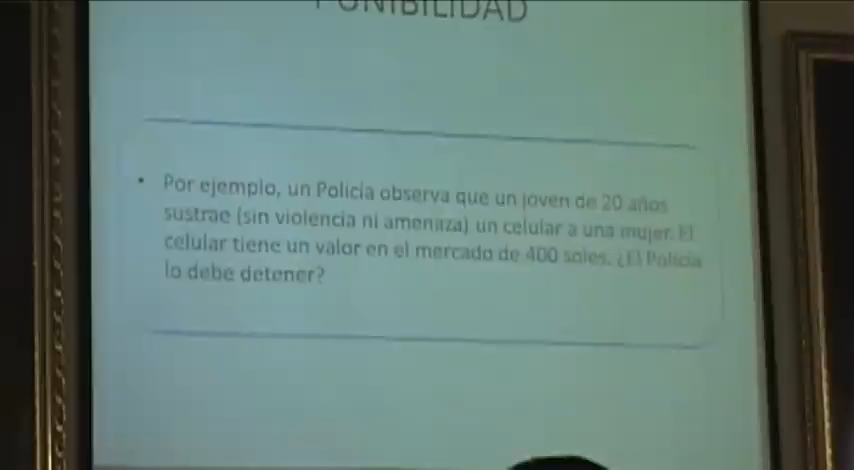 PUNIBILIDAD
• Por ejemplo, un Policía observa que un joven de 20 años
sustrae (sin violencia ni amenaza) un celular a una mujer. El
celular tiene un valor en el mercado de 400 soles. ¿El Policía
lo debe detener?